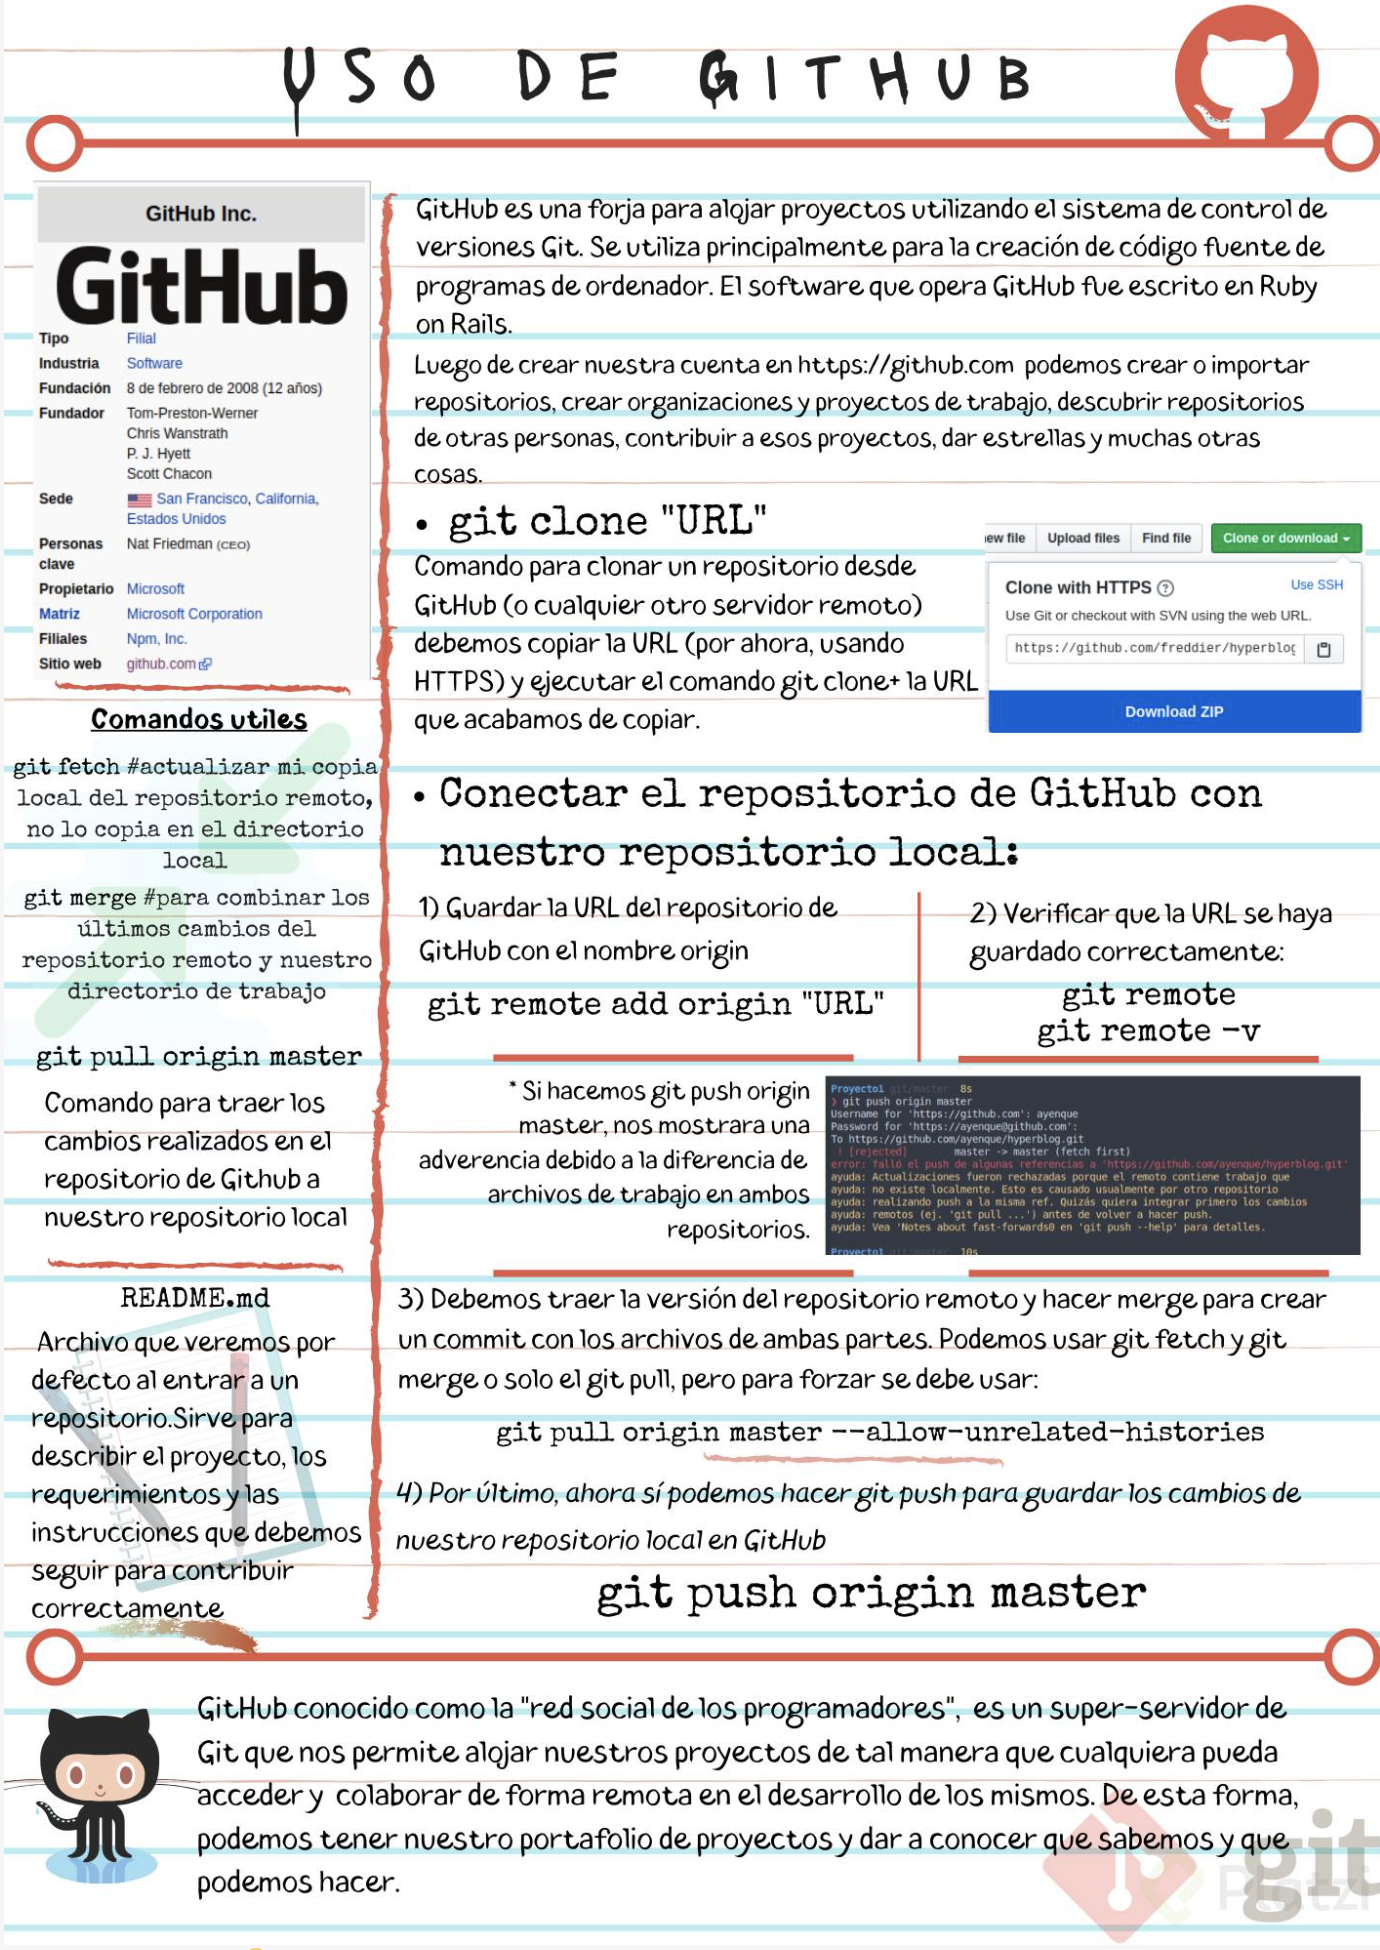 USO DE GITHUB
GitHub Inc.
GitHub
Tipo Filial
Industria Software
Fundación 8 de febrero de 2008 (12 años)
Fundador Tom-Preston-Werner
Chris Wanstrath
P. J. Hyett
Scott Chacon
Sede San Francisco, California,
Estados Unidos
Personas Nat Friedman (CEO)
clave
Propietario Microsoft
Matriz Microsoft Corporation
Filiales Npm, Inc.
Sitio web github.com
Comandos utiles
git fetch #actualizar mi copia
local del repositorio remoto,
no lo copia en el directorio
local
git merge #para combinar los
últimos cambios del
repositorio remoto y nuestro
directorio de trabajo
git pull origin master
Comando para traer los
cambios realizados en el
repositorio de Github a
nuestro repositorio local
README.md
Archivo que veremos por
defecto al entrar a un
repositorio.Sirve para
describir el proyecto, los
requerimientos y las
instrucciones que debemos
seguir para contribuir
correctamente
GitHub es una forja para alojar proyectos utilizando el sistema de control de
versiones Git. Se utiliza principalmente para la creación de código fuente de
programas de ordenador. El software que opera GitHub fue escrito en Ruby
on Rails.
Luego de crear nuestra cuenta en https://github.com podemos crear o importar
repositorios, crear organizaciones y proyectos de trabajo, descubrir repositorios
de otras personas, contribuir a esos proyectos, dar estrellas y muchas otras
cosas.
• git clone "URL"
Comando para clonar un repositorio desde
GitHub (o cualquier otro servidor remoto)
debemos copiar la URL (por ahora, usando
HTTPS) y ejecutar el comando git clone+ la URL
que acabamos de copiar.
ew file Upload files Find file Clone or download
Clone with HTTPS ? Use SSH
Use Git or checkout with SVN using the web URL.
https://github.com/freddier/hyperblog
Download ZIP
• Conectar el repositorio de GitHub con
nuestro repositorio local:
1) Guardar la URL del repositorio de
GitHub con el nombre origin
git remote add origin "URL"
2) Verificar que la URL se haya
guardado correctamente:
git remote
git remote -v
* Si hacemos git push origin
master, nos mostrara una
adverencia debido a la diferencia de
archivos de trabajo en ambos
repositorios.
Proyecto1 git/master 8s
❯ git push origin master
Username for 'https://github.com': ayenque
Password for 'https://ayenque@github.com':
To https://github.com/ayenque/hyperblog.git
! [rejected] master -> master (fetch first)
error: falló el push de algunas referencias a 'https://github.com/ayenque/hyperblog.git'
ayuda: Actualizaciones fueron rechazadas porque el remoto contiene trabajo que
ayuda: no existe localmente. Esto es causado usualmente por otro repositorio
ayuda: realizando push a la misma ref. Quizás quiera integrar primero los cambios
ayuda: remotos (ej. 'git pull ...') antes de volver a hacer push.
ayuda: Vea 'Notes about fast-forwards0 en 'git push --help' para detalles.
Proyecto1 git/master 10s
3) Debemos traer la versión del repositorio remoto y hacer merge para crear
un commit con los archivos de ambas partes. Podemos usar git fetch y git
merge o solo el git pull, pero para forzar se debe usar:
git pull origin master --allow-unrelated-histories
4) Por último, ahora sí podemos hacer git push para guardar los cambios de
nuestro repositorio local en GitHub
git push origin master
GitHub conocido como la "red social de los programadores", es un super-servidor de
Git que nos permite alojar nuestros proyectos de tal manera que cualquiera pueda
acceder y colaborar de forma remota en el desarrollo de los mismos. De esta forma,
podemos tener nuestro portafolio de proyectos y dar a conocer que sabemos y que
podemos hacer.
git
Platzi